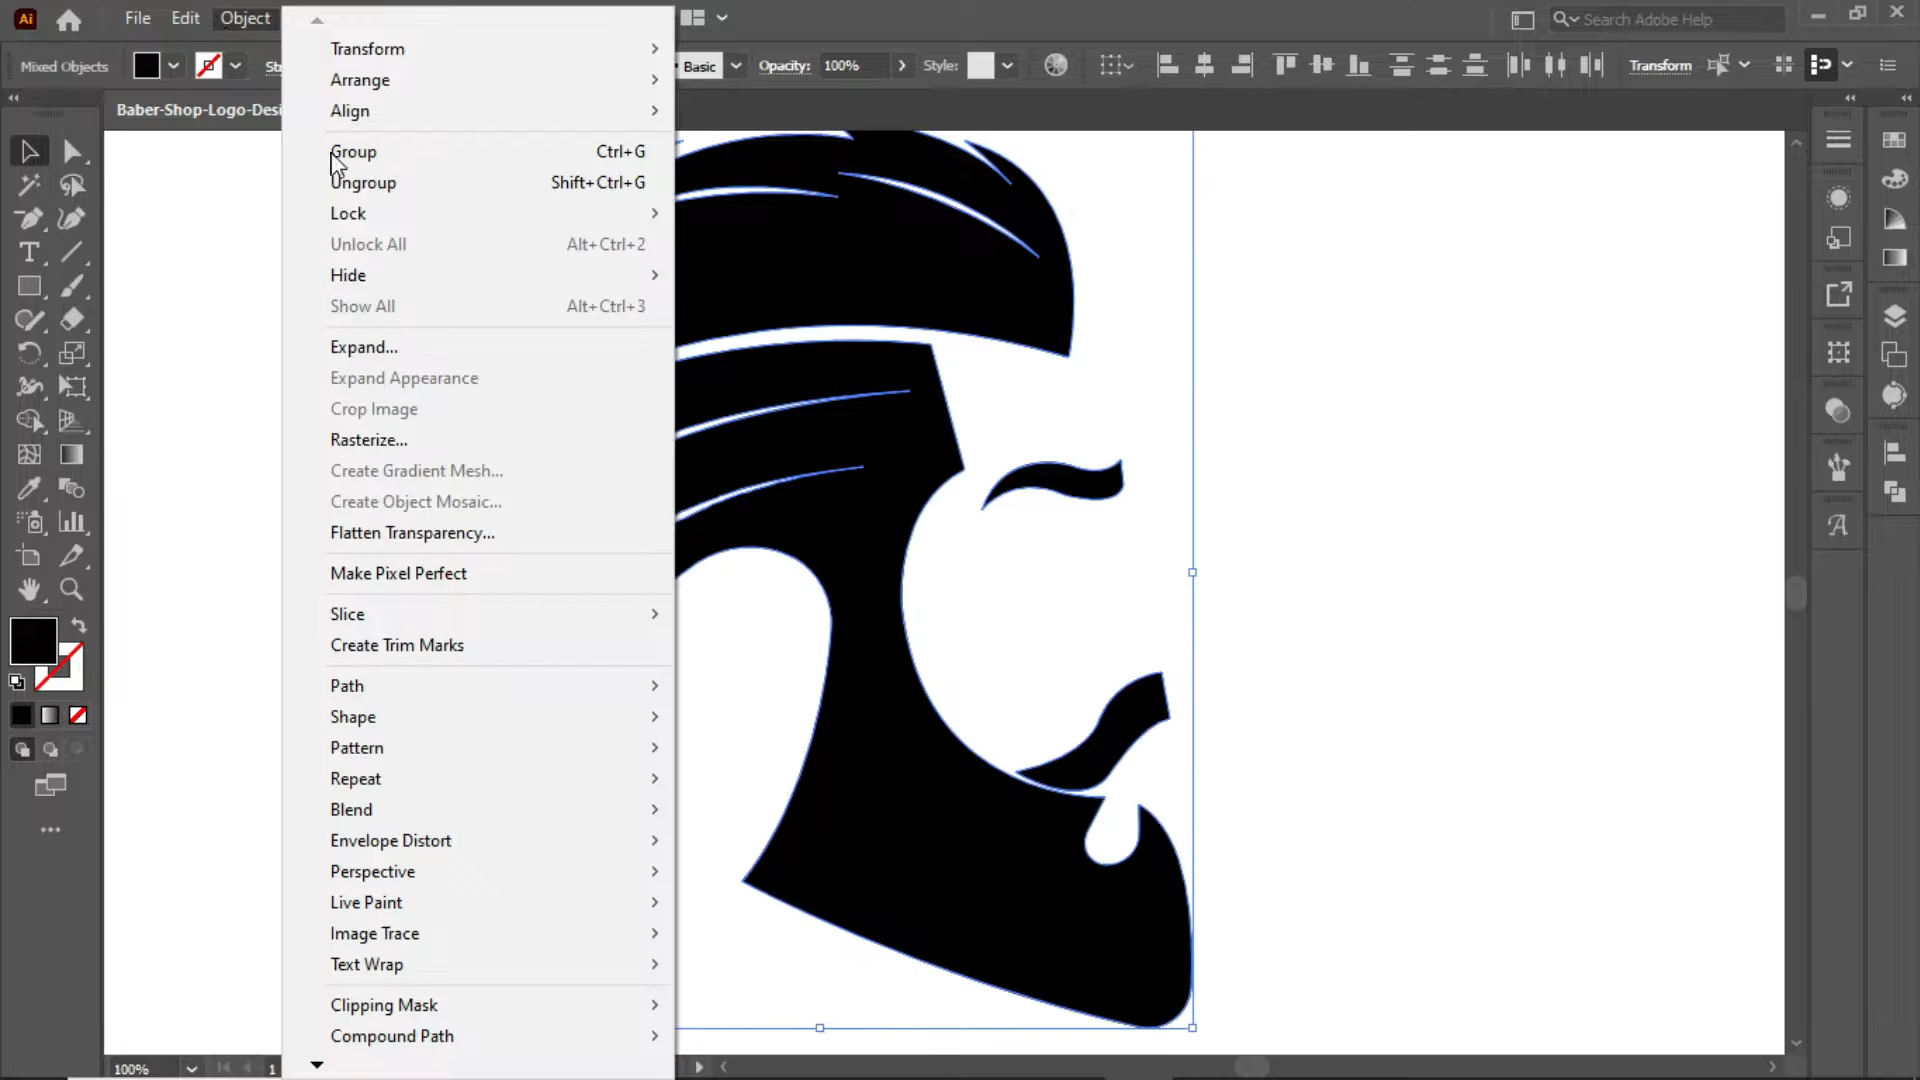 Ai File Edit Object Search Adobe Help
Mixed Objects Basic Opacity: 100% Style: Transform
Baber-Shop-Logo-Desi
Transform
Arrange
Align
Group Ctrl+G
Ungroup Shift+Ctrl+G
Lock
Unlock All Alt+Ctrl+2
Hide
Show All Alt+Ctrl+3
Expand...
Expand Appearance
Crop Image
Rasterize...
Create Gradient Mesh...
Create Object Mosaic...
Flatten Transparency...
Make Pixel Perfect
Slice
Create Trim Marks
Path
Shape
Pattern
Repeat
Blend
Envelope Distort
Perspective
Live Paint
Image Trace
Text Wrap
Clipping Mask
Compound Path
100% 1